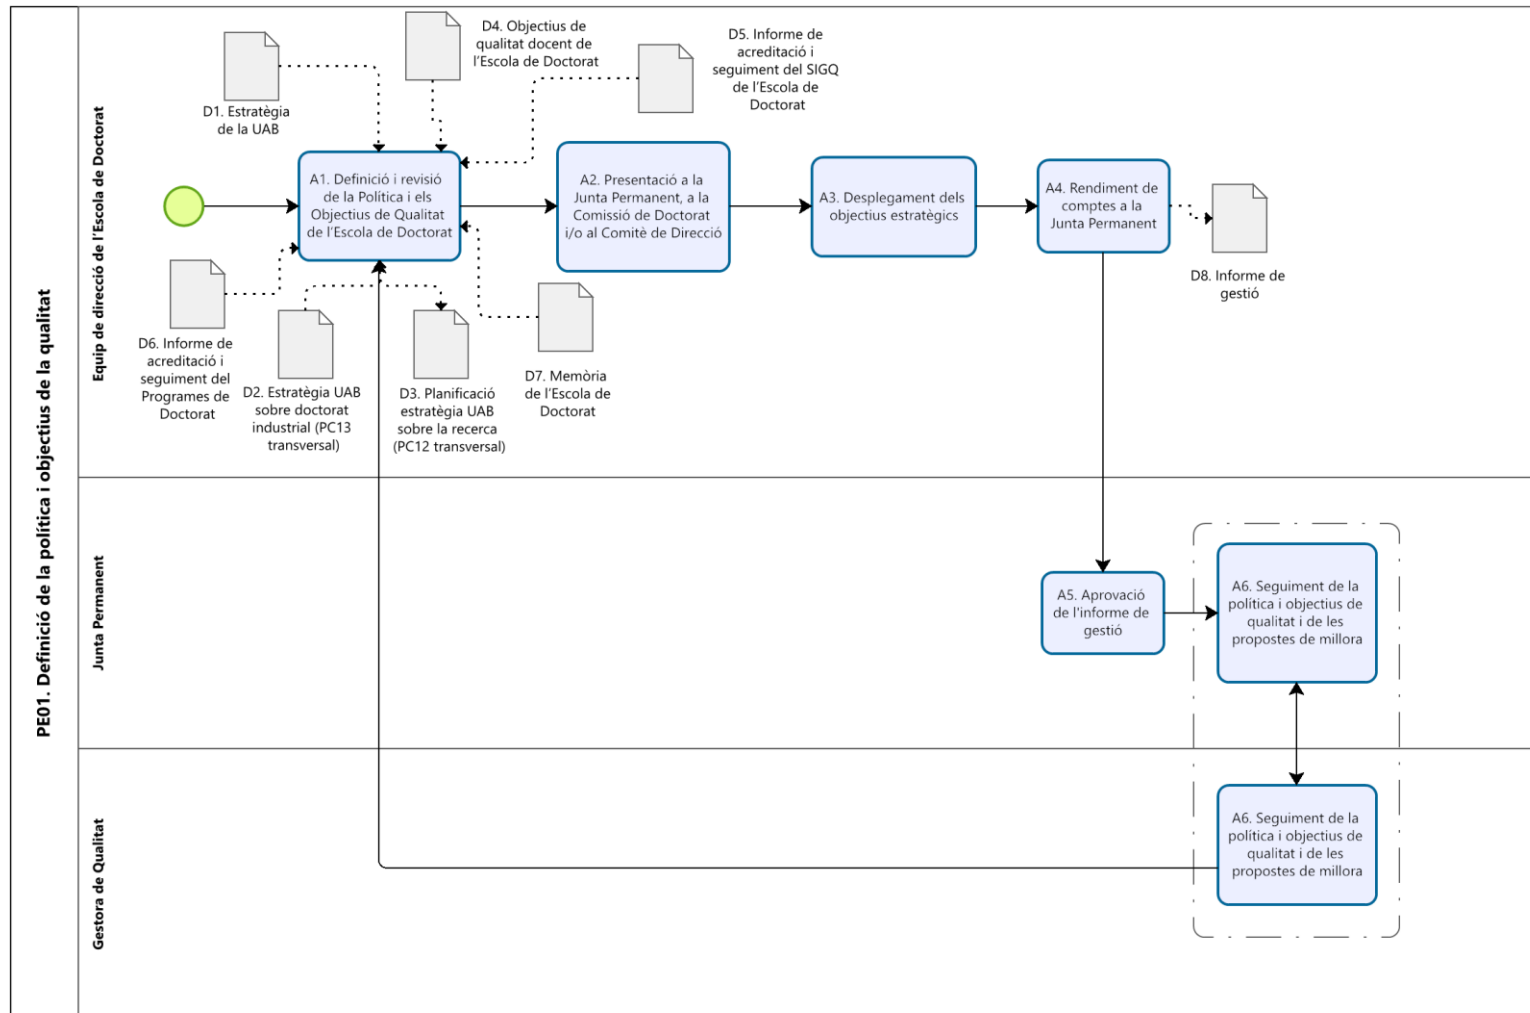 PE01. Definició de la política i objectius de la qualitat
Equip de direcció de l'Escola de Doctorat
D1. Estratègia
de la UAB
D4. Objectius de
qualitat docent de
l'Escola de Doctorat
D5. Informe de
acreditació i
seguiment del SIGQ
de l'Escola de
Doctorat
A1. Definició i revisió
de la Política i els
Objectius de Qualitat
de l'Escola de Doctorat
A2. Presentació a la
Junta Permanent, a la
Comissió de Doctorat
i/o al Comitè de Direcció
A3. Desplegament dels
objectius estratègics
A4. Rendiment de
comptes a la
Junta Permanent
D8. Informe de
gestió
D6. Informe de
acreditació i
seguiment del
Programes de
Doctorat
D2. Estratègia UAB
sobre doctorat
industrial (PC13
transversal)
D3. Planificació
estratègia UAB
sobre la recerca
(PC12 transversal)
D7. Memòria
de l'Escola de
Doctorat
Junta Permanent
A5. Aprovació
de l'informe de
gestió
A6. Seguiment de la
política i objectius de
qualitat i de les
propostes de millora
Gestora de Qualitat
A6. Seguiment de la
política i objectius de
qualitat i de les
propostes de millora